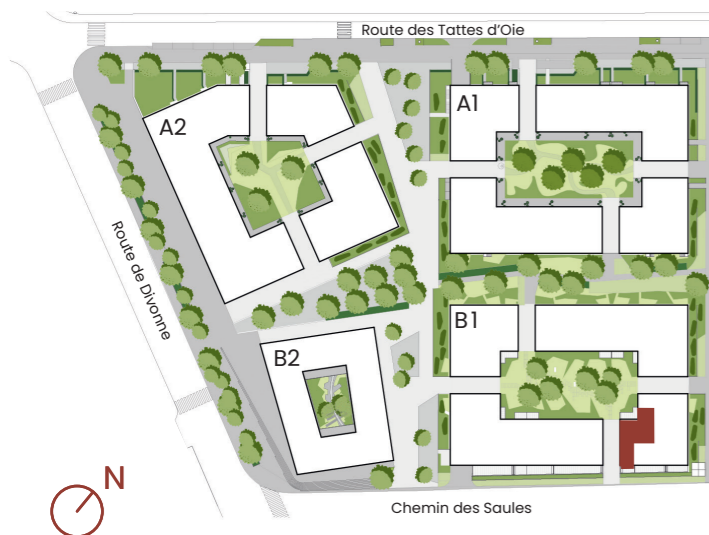 Route des Tattes d'Oie
A2
A1
Route de Divonne
B1
B2
N
Chemin des Saules